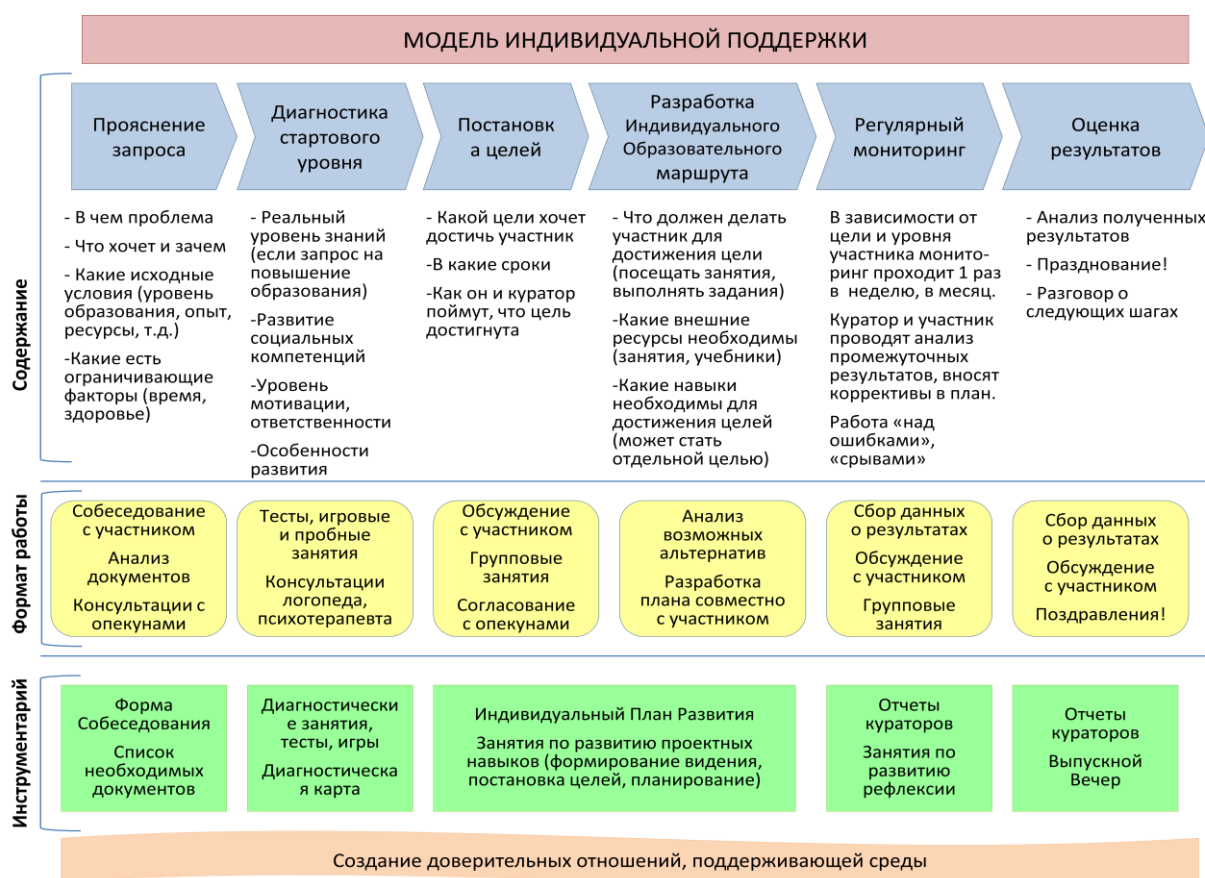 МОДЕЛЬ ИНДИВИДУАЛЬНОЙ ПОДДЕРЖКИ
Прояснение
запроса
Диагностика
стартового
уровня
Постановк
а целей
Разработка
Индивидуального
Образовательного
маршрута
Регулярный
мониторинг
Оценка
результатов
Содержание
- В чем проблема
- Что хочет и зачем
- Какие исходные
условия (уровень
образования, опыт,
ресурсы, т.д.)
-Какие есть
ограничивающие
факторы (время,
здоровье)
- Реальный
уровень знаний
(если запрос на
повышение
образования)
-Развитие
социальных
компетенций
-Уровень
мотивации,
ответственности
-Особенности
развития
- Какой цели хочет
достичь участник
-В какие сроки
-Как он и куратор
поймут, что цель
достигнута
- Что должен делать
участник для
достижения цели
(посещать занятия,
выполнять задания)
-Какие внешние
ресурсы необходимы
(занятия, учебники)
-Какие навыки
необходимы для
достижения целей
(может стать
отдельной целью)
В зависимости от
цели и уровня
участника монито-
ринг проходит 1 раз
в неделю, в месяц.
Куратор и участник
проводят анализ
промежуточных
результатов, вносят
коррективы в план.
Работа «над
ошибками»,
«срывами»
- Анализ полученных
результатов
- Празднование!
- Разговор о
следующих шагах
Формат работы
Собеседование
с участником
Анализ
документов
Консультации с
опекунами
Тесты, игровые
и пробные
занятия
Консультации
логопеда,
психотерапевта
Обсуждение
с участником
Групповые
занятия
Согласование
с опекунами
Анализ
возможных
альтернатив
Разработка
плана совместно
с участником
Сбор данных
о результатах
Обсуждение
с участником
Групповые
занятия
Сбор данных
о результатах
Обсуждение
с участником
Поздравления!
Инструментарий
Форма
Собеседования
Список
необходимых
документов
Диагностически
е занятия,
тесты, игры
Диагностическа
я карта
Индивидуальный План Развития
Занятия по развитию проектных
навыков (формирование видения,
постановка целей, планирование)
Отчеты
кураторов
Занятия по
развитию
рефлексии
Отчеты
кураторов
Выпускной
Вечер
Создание доверительных отношений, поддерживающей среды